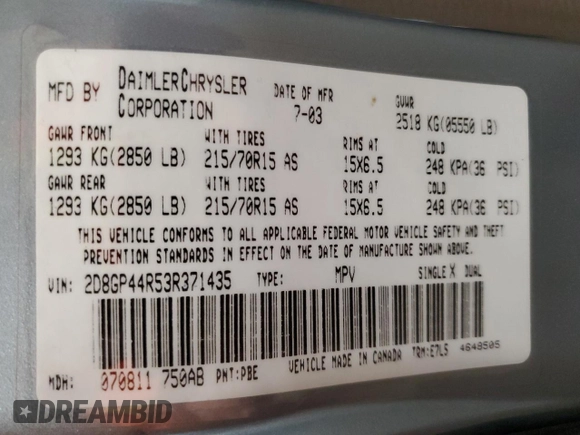 MFD BY DAIMLERCHRYSLER CORPORATION DATE OF MFR 7-03 GVWR 2518 KG(05550 LB)
GAWR FRONT WITH TIRES RIMS AT COLD
1293 KG(2850 LB) 215/70R15 AS 15X6.5 248 KPA(36 PSI)
GAWR REAR WITH TIRES RIMS AT COLD
1293 KG(2850 LB) 215/70R15 AS 15X6.5 248 KPA(36 PSI)
THIS VEHICLE CONFORMS TO ALL APPLICABLE FEDERAL MOTOR VEHICLE SAFETY AND THEFT
PREVENTION STANDARDS IN EFFECT ON THE DATE OF MANUFACTURE SHOWN ABOVE.
VIN: 2D8GP44R53R371435 TYPE: MPV SINGLE X DUAL
MDH: 070811 750AB PNT:PBE VEHICLE MADE IN CANADA TRM:E7LS 4648505
DREAMBID